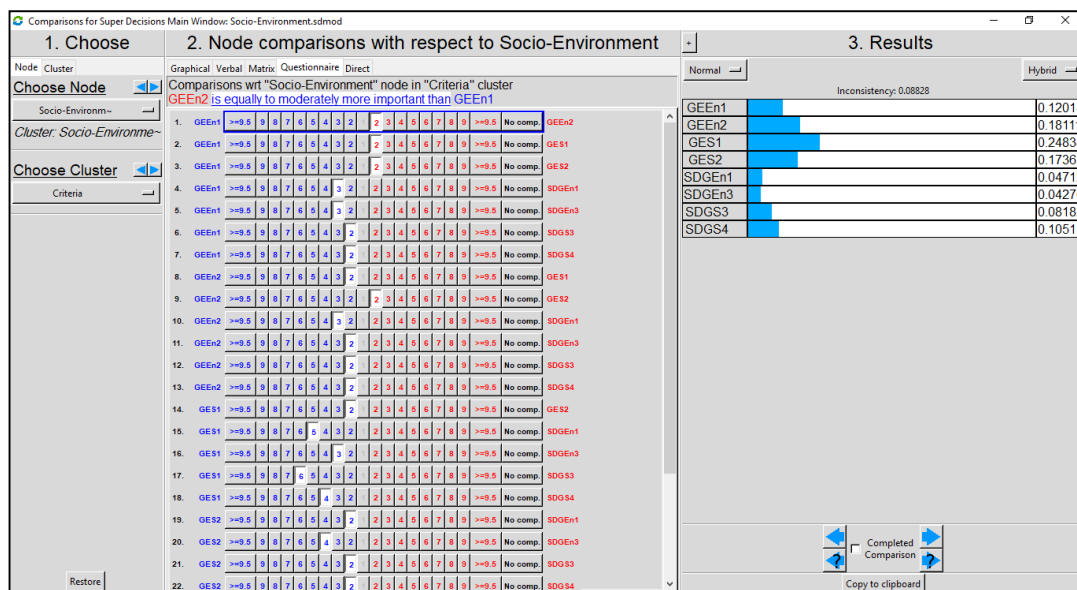 Comparisons for Super Decisions Main Window: Socio-Environment.sdmod
1. Choose
2. Node comparisons with respect to Socio-Environment
+
3. Results
Node Cluster
Choose Node
Socio-Environm~
Cluster: Socio-Environme~
Choose Cluster
Criteria
Restore
Graphical Verbal Matrix Questionnaire Direct
Comparisons wrt "Socio-Environment" node in "Criteria" cluster
GEEn2 is equally to moderately more important than GEEn1
1. GEEn1 >=9.5 9 8 7 6 5 4 3 2 2 3 4 5 6 7 8 9 >=9.5 No comp. GEEn2
2. GEEn1 >=9.5 9 8 7 6 5 4 3 2 2 3 4 5 6 7 8 9 >=9.5 No comp. GES1
3. GEEn1 >=9.5 9 8 7 6 5 4 3 2 2 3 4 5 6 7 8 9 >=9.5 No comp. GES2
4. GEEn1 >=9.5 9 8 7 6 5 4 3 2 2 3 4 5 6 7 8 9 >=9.5 No comp. SDGEn1
5. GEEn1 >=9.5 9 8 7 6 5 4 3 2 2 3 4 5 6 7 8 9 >=9.5 No comp. SDGEn3
6. GEEn1 >=9.5 9 8 7 6 5 4 3 2 2 3 4 5 6 7 8 9 >=9.5 No comp. SDGS3
7. GEEn1 >=9.5 9 8 7 6 5 4 3 2 2 3 4 5 6 7 8 9 >=9.5 No comp. SDGS4
8. GEEn2 >=9.5 9 8 7 6 5 4 3 2 2 3 4 5 6 7 8 9 >=9.5 No comp. GES1
9. GEEn2 >=9.5 9 8 7 6 5 4 3 2 2 3 4 5 6 7 8 9 >=9.5 No comp. GES2
10. GEEn2 >=9.5 9 8 7 6 5 4 3 2 2 3 4 5 6 7 8 9 >=9.5 No comp. SDGEn1
11. GEEn2 >=9.5 9 8 7 6 5 4 3 2 2 3 4 5 6 7 8 9 >=9.5 No comp. SDGEn3
12. GEEn2 >=9.5 9 8 7 6 5 4 3 2 2 3 4 5 6 7 8 9 >=9.5 No comp. SDGS3
13. GEEn2 >=9.5 9 8 7 6 5 4 3 2 2 3 4 5 6 7 8 9 >=9.5 No comp. SDGS4
14. GES1 >=9.5 9 8 7 6 5 4 3 2 2 3 4 5 6 7 8 9 >=9.5 No comp. GES2
15. GES1 >=9.5 9 8 7 6 5 4 3 2 2 3 4 5 6 7 8 9 >=9.5 No comp. SDGEn1
16. GES1 >=9.5 9 8 7 6 5 4 3 2 2 3 4 5 6 7 8 9 >=9.5 No comp. SDGEn3
17. GES1 >=9.5 9 8 7 6 5 4 3 2 2 3 4 5 6 7 8 9 >=9.5 No comp. SDGS3
18. GES1 >=9.5 9 8 7 6 5 4 3 2 2 3 4 5 6 7 8 9 >=9.5 No comp. SDGS4
19. GES2 >=9.5 9 8 7 6 5 4 3 2 2 3 4 5 6 7 8 9 >=9.5 No comp. SDGEn1
20. GES2 >=9.5 9 8 7 6 5 4 3 2 2 3 4 5 6 7 8 9 >=9.5 No comp. SDGEn3
21. GES2 >=9.5 9 8 7 6 5 4 3 2 2 3 4 5 6 7 8 9 >=9.5 No comp. SDGS3
22. GES2 >=9.5 9 8 7 6 5 4 3 2 2 3 4 5 6 7 8 9 >=9.5 No comp. SDGS4
Normal Hybrid
Inconsistency: 0.08828
GEEn1 0.1201
GEEn2 0.1811
GES1 0.2483
GES2 0.1736
SDGEn1 0.0471
SDGEn3 0.0427
SDGS3 0.0818
SDGS4 0.1051
Completed
Comparison
? ?
Copy to clipboard